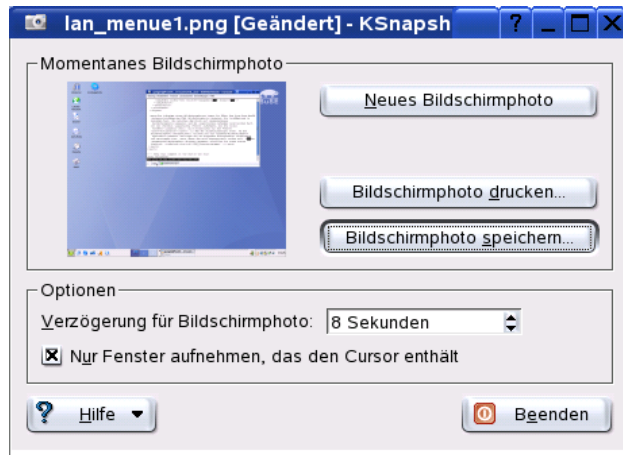 lan_menue1.png [Geändert] - KSnapsh
Momentanes Bildschirmphoto
Neues Bildschirmphoto
Bildschirmphoto drucken...
Bildschirmphoto speichern...
Optionen
Verzögerung für Bildschirmphoto: 8 Sekunden
Nur Fenster aufnehmen, das den Cursor enthält
Hilfe
Beenden